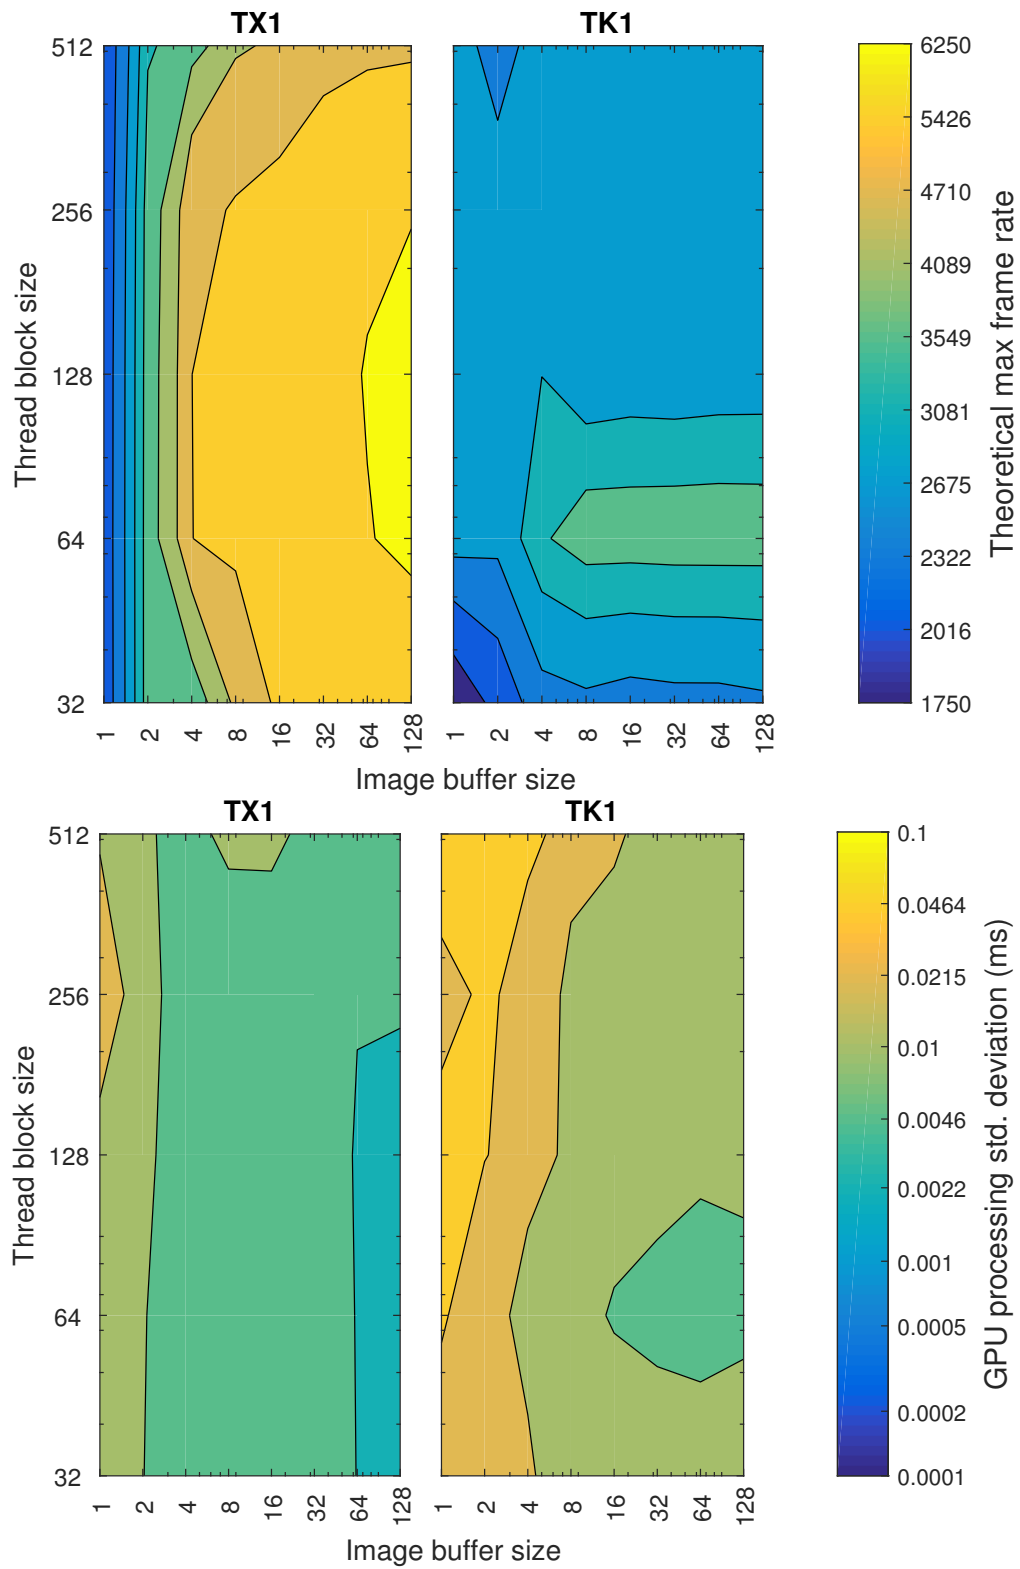 TX1 TK1
512
256
128
64
32
Thread block size
1 2 4 8 16 32 64 128
1 2 4 8 16 32 64 128
Image buffer size
6250
5426
4710
4089
3549
3081
2675
2322
2016
1750
Theoretical max frame rate
TX1 TK1
512
256
128
64
32
Thread block size
1 2 4 8 16 32 64 128
1 2 4 8 16 32 64 128
Image buffer size
0.1
0.0464
0.0215
0.01
0.0046
0.0022
0.001
0.0005
0.0002
0.0001
GPU processing std. deviation (ms)